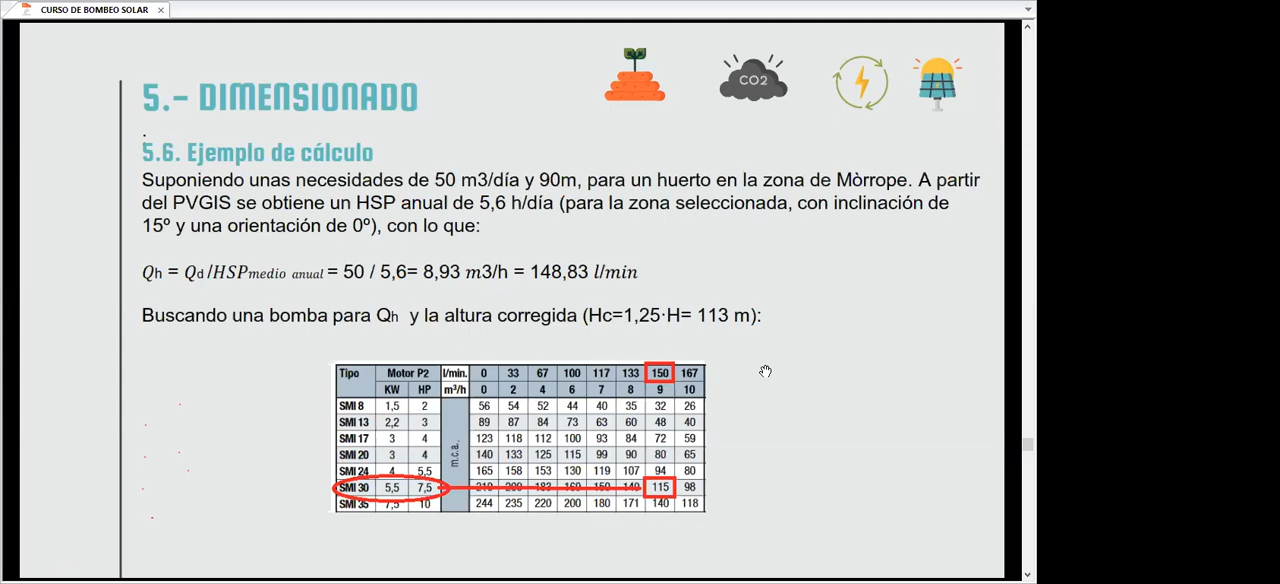 CURSO DE BOMBEO SOLAR
CO2
5.- DIMENSIONADO
.
5.6. Ejemplo de cálculo
Suponiendo unas necesidades de 50 m3/día y 90m, para un huerto en la zona de Mòrrope. A partir
del PVGIS se obtiene un HSP anual de 5,6 h/día (para la zona seleccionada, con inclinación de
15º y una orientación de 0º), con lo que:
Qh = Qd /HSPmedio anual = 50 / 5,6= 8,93 m3/h = 148,83 l/min
Buscando una bomba para Qh y la altura corregida (Hc=1,25·H= 113 m):
Tipo Motor P2 l/min. 0 33 67 100 117 133 150 167
KW HP m³/h 0 2 4 6 7 8 9 10
m.c.a.
SMI 8 1,5 2 56 54 52 44 40 35 32 26
SMI 13 2,2 3 89 87 84 73 63 60 48 40
SMI 17 3 4 123 118 112 100 93 84 72 59
SMI 20 3 4 140 133 125 115 99 90 80 65
SMI 24 4 5,5 165 158 153 130 119 107 94 80
SMI 30 5,5 7,5 115 98
SMI 35 7,5 10 244 235 220 200 180 171 140 118